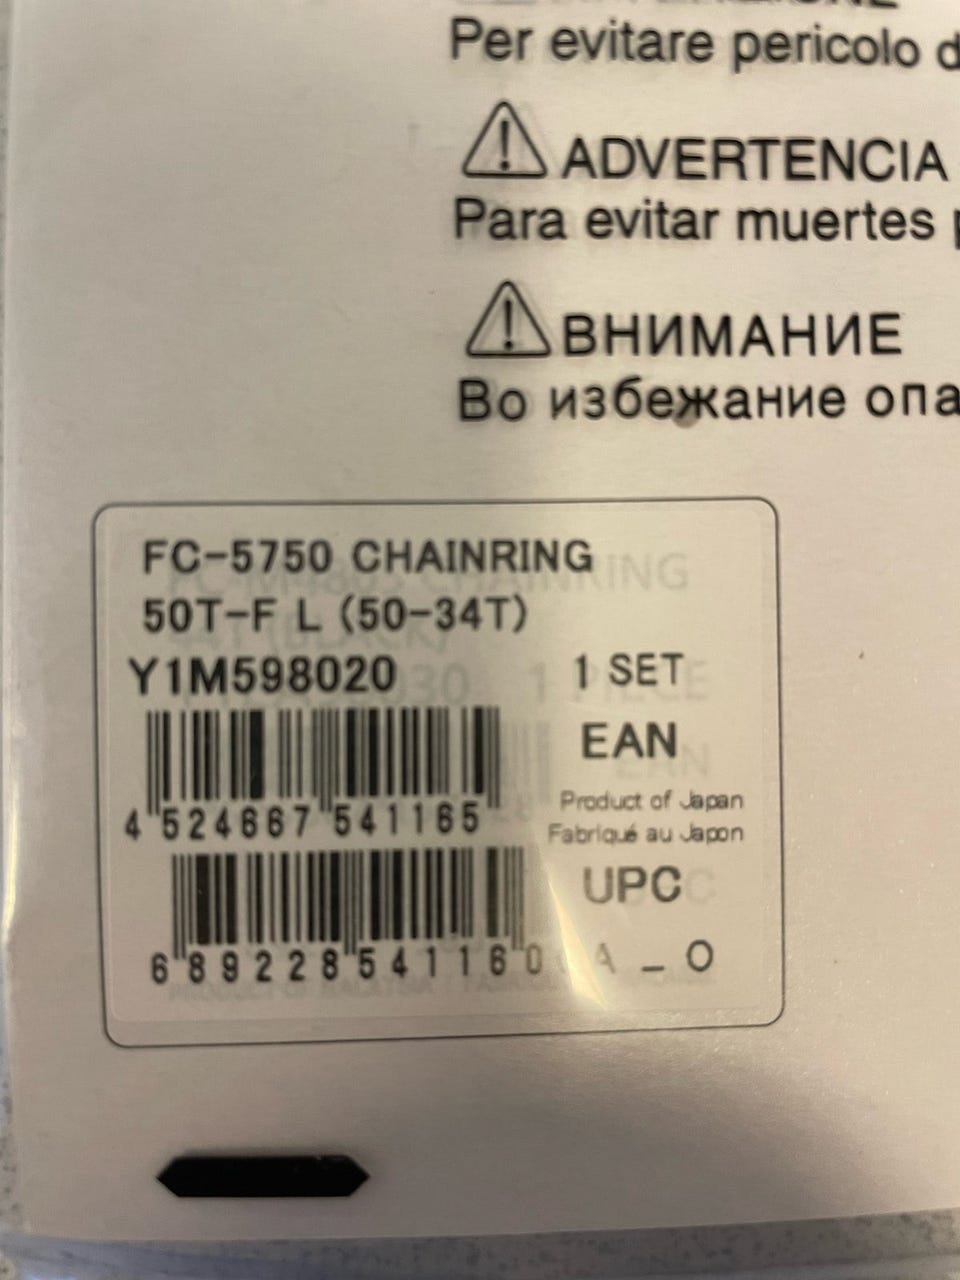 Per evitare pericolo d
ADVERTENCIA
Para evitar muertes p
ВНИМАНИЕ
Во избежание опа
FC-5750 CHAINRING
50T-F L (50-34T)
Y1M598020 1 SET
EAN
4 524667 541165
Product of Japan
Fabriqué au Japon
UPC
6 89228 54116 0 A _ O